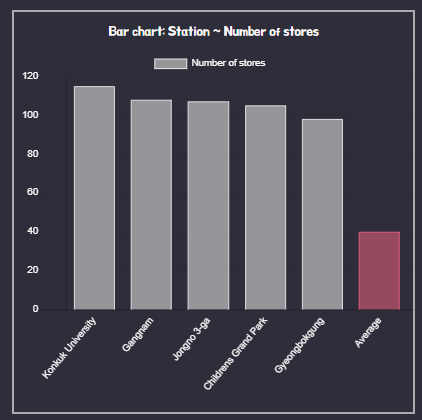 Bar chart: Station ~ Number of stores
Number of stores
120
100
80
60
40
20
0
Konkuk University
Gangnam
Jongno 3-ga
Childrens Grand Park
Gyeongbokgung
Average